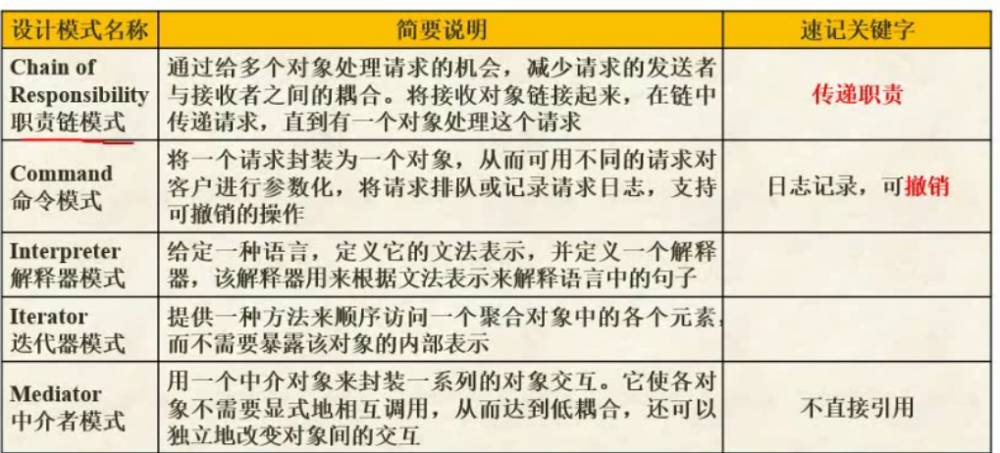 设计模式名称 简要说明 速记关键字
Chain of
Responsibility
职责链模式
通过给多个对象处理请求的机会，减少请求的发送者
与接收者之间的耦合。将接收对象链接起来，在链中
传递请求，直到有一个对象处理这个请求
传递职责
Command
命令模式
将一个请求封装为一个对象，从而可用不同的请求对
客户进行参数化，将请求排队或记录请求日志，支持
可撤销的操作
日志记录，可撤销
Interpreter
解释器模式
给定一种语言，定义它的文法表示，并定义一个解释
器，该解释器用来根据文法表示来解释语言中的句子
Iterator
迭代器模式
提供一种方法来顺序访问一个聚合对象中的各个元素，
而不需要暴露该对象的内部表示
Mediator
中介者模式
用一个中介对象来封装一系列的对象交互。它使各对
象不需要显式地相互调用，从而达到低耦合，还可以
独立地改变对象间的交互
不直接引用